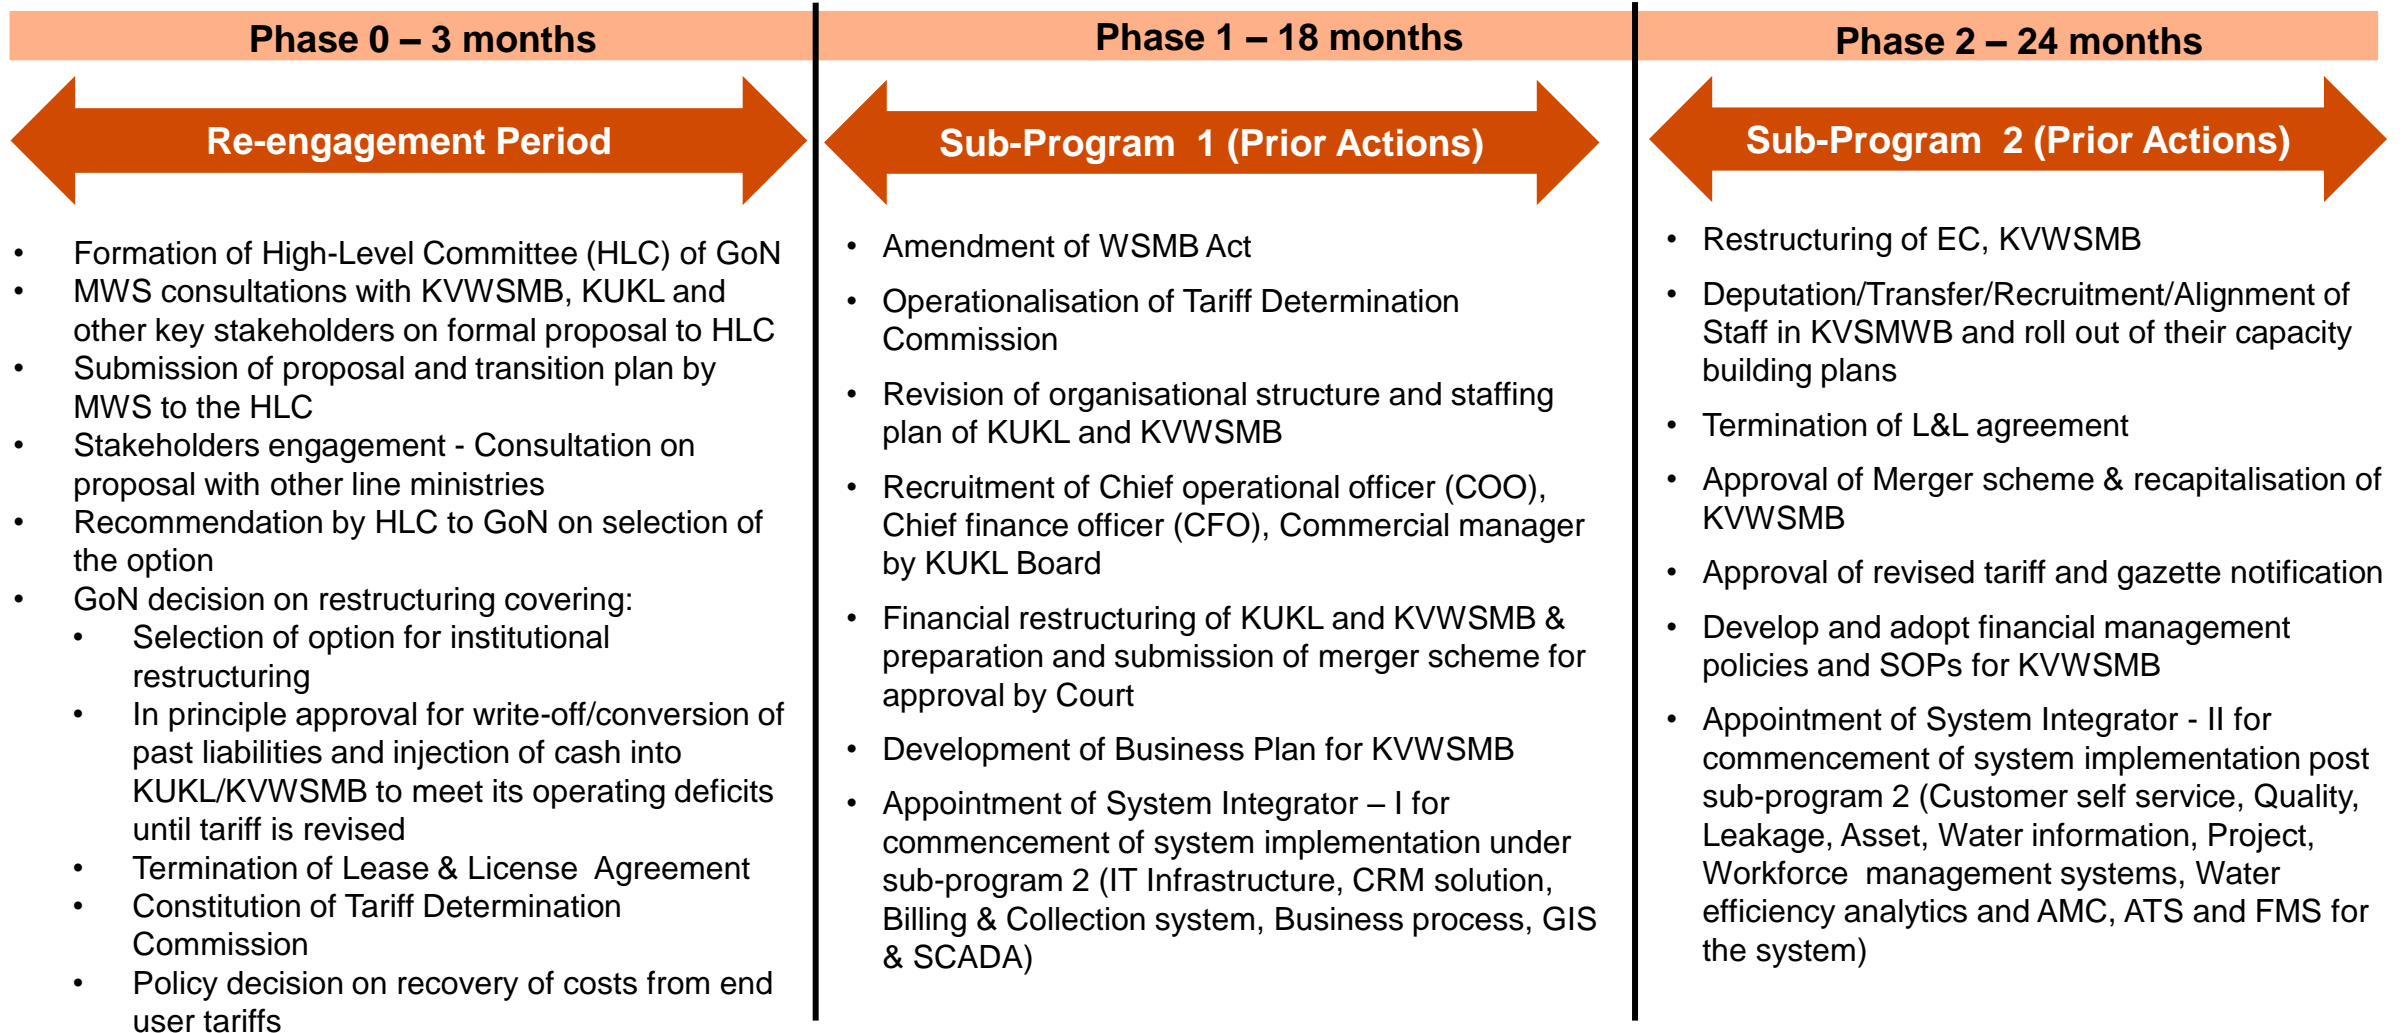 Phase 0 – 3 months
Re-engagement Period
• Formation of High-Level Committee (HLC) of GoN
• MWS consultations with KVWSMB, KUKL and
other key stakeholders on formal proposal to HLC
• Submission of proposal and transition plan by
MWS to the HLC
• Stakeholders engagement - Consultation on
proposal with other line ministries
• Recommendation by HLC to GoN on selection of
the option
• GoN decision on restructuring covering:
• Selection of option for institutional
restructuring
• In principle approval for write-off/conversion of
past liabilities and injection of cash into
KUKL/KVWSMB to meet its operating deficits
until tariff is revised
• Termination of Lease & License Agreement
• Constitution of Tariff Determination
Commission
• Policy decision on recovery of costs from end
user tariffs
Phase 1 – 18 months
Sub-Program 1 (Prior Actions)
• Amendment of WSMB Act
• Operationalisation of Tariff Determination
Commission
• Revision of organisational structure and staffing
plan of KUKL and KVWSMB
• Recruitment of Chief operational officer (COO),
Chief finance officer (CFO), Commercial manager
by KUKL Board
• Financial restructuring of KUKL and KVWSMB &
preparation and submission of merger scheme for
approval by Court
• Development of Business Plan for KVWSMB
• Appointment of System Integrator – I for
commencement of system implementation under
sub-program 2 (IT Infrastructure, CRM solution,
Billing & Collection system, Business process, GIS
& SCADA)
Phase 2 – 24 months
Sub-Program 2 (Prior Actions)
• Restructuring of EC, KVWSMB
• Deputation/Transfer/Recruitment/Alignment of
Staff in KVSMWB and roll out of their capacity
building plans
• Termination of L&L agreement
• Approval of Merger scheme & recapitalisation of
KVWSMB
• Approval of revised tariff and gazette notification
• Develop and adopt financial management
policies and SOPs for KVWSMB
• Appointment of System Integrator - II for
commencement of system implementation post
sub-program 2 (Customer self service, Quality,
Leakage, Asset, Water information, Project,
Workforce management systems, Water
efficiency analytics and AMC, ATS and FMS for
the system)